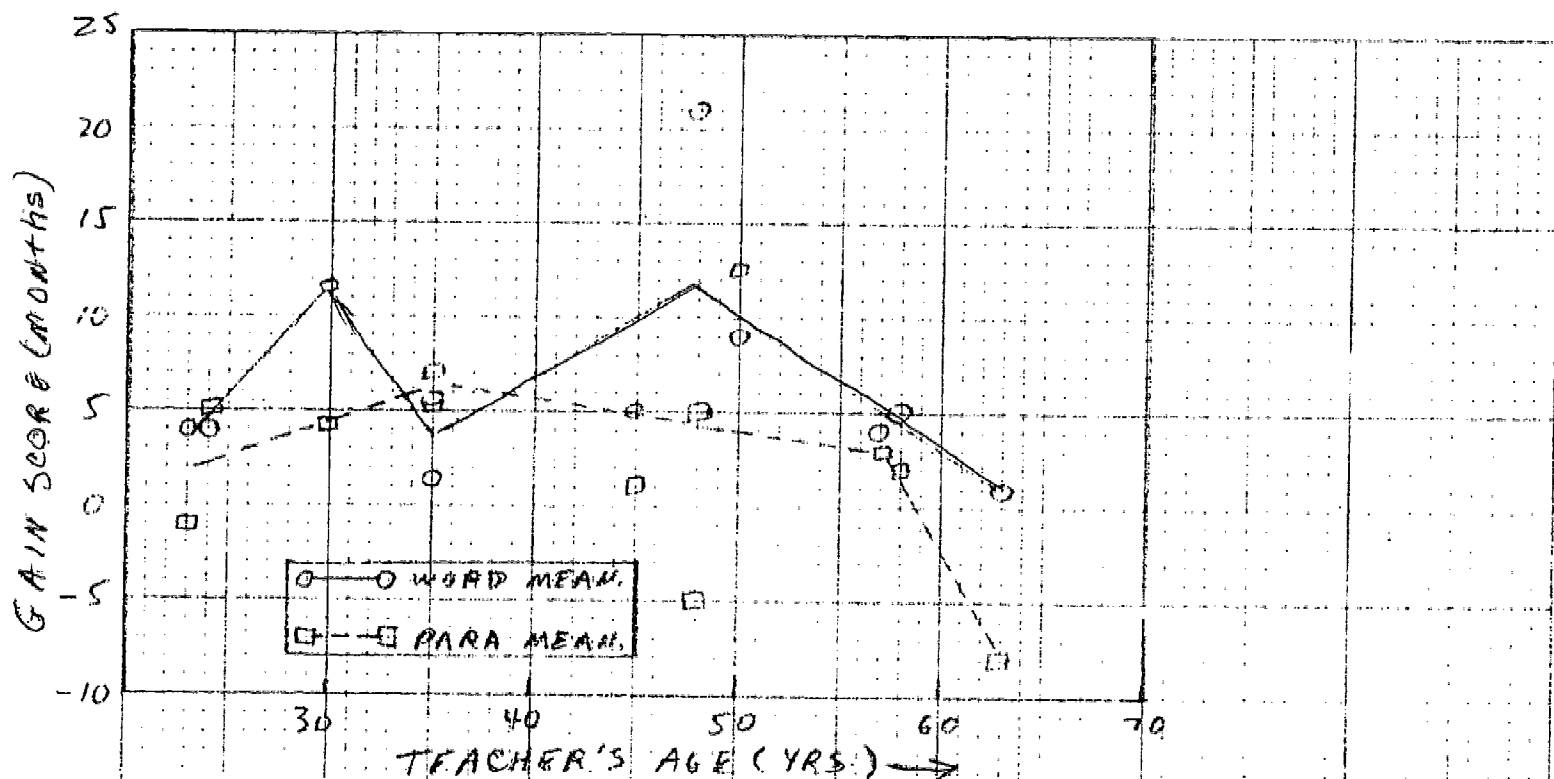 25
20
15
10
5
0
-5
-10
GAIN SCORE (MONTHS)
WORD MEAN.
PARA MEAN.
30 40 50 60 70
TEACHER'S AGE (YRS.)